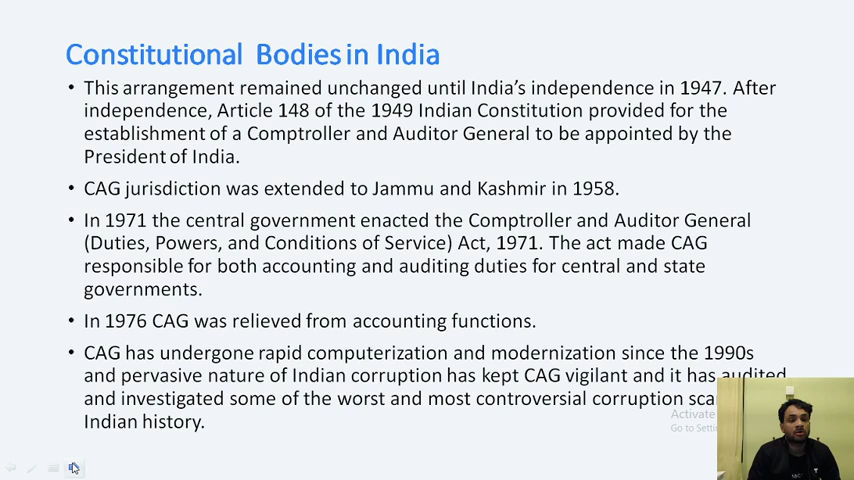 Constitutional Bodies in India
• This arrangement remained unchanged until India's independence in 1947. After
independence, Article 148 of the 1949 Indian Constitution provided for the
establishment of a Comptroller and Auditor General to be appointed by the
President of India.
• CAG jurisdiction was extended to Jammu and Kashmir in 1958.
• In 1971 the central government enacted the Comptroller and Auditor General
(Duties, Powers, and Conditions of Service) Act, 1971. The act made CAG
responsible for both accounting and auditing duties for central and state
governments.
• In 1976 CAG was relieved from accounting functions.
• CAG has undergone rapid computerization and modernization since the 1990s
and pervasive nature of Indian corruption has kept CAG vigilant and it has audited
and investigated some of the worst and most controversial corruption
Indian history.
Activate
Go to